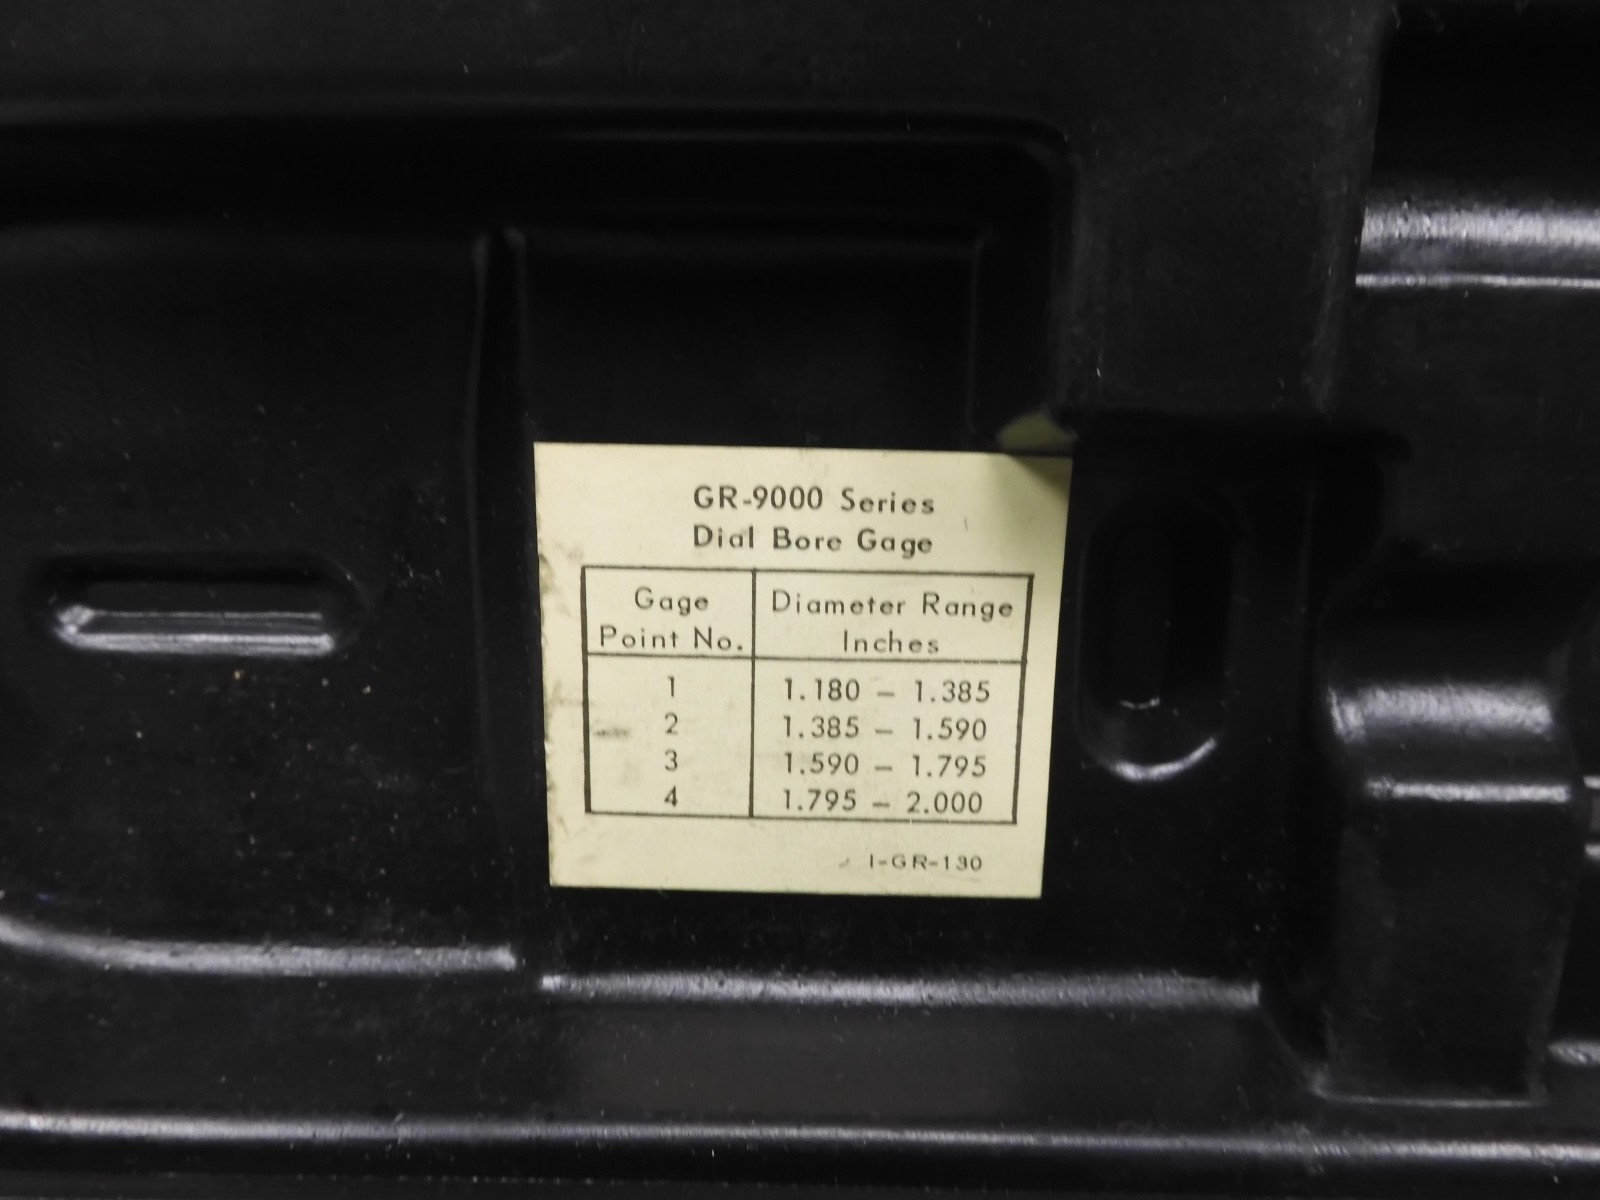 GR-9000 Series
Dial Bore Gage
Gage Point No. Diameter Range Inches
1 1.180 – 1.385
2 1.385 – 1.590
3 1.590 – 1.795
4 1.795 – 2.000
I-GR-130